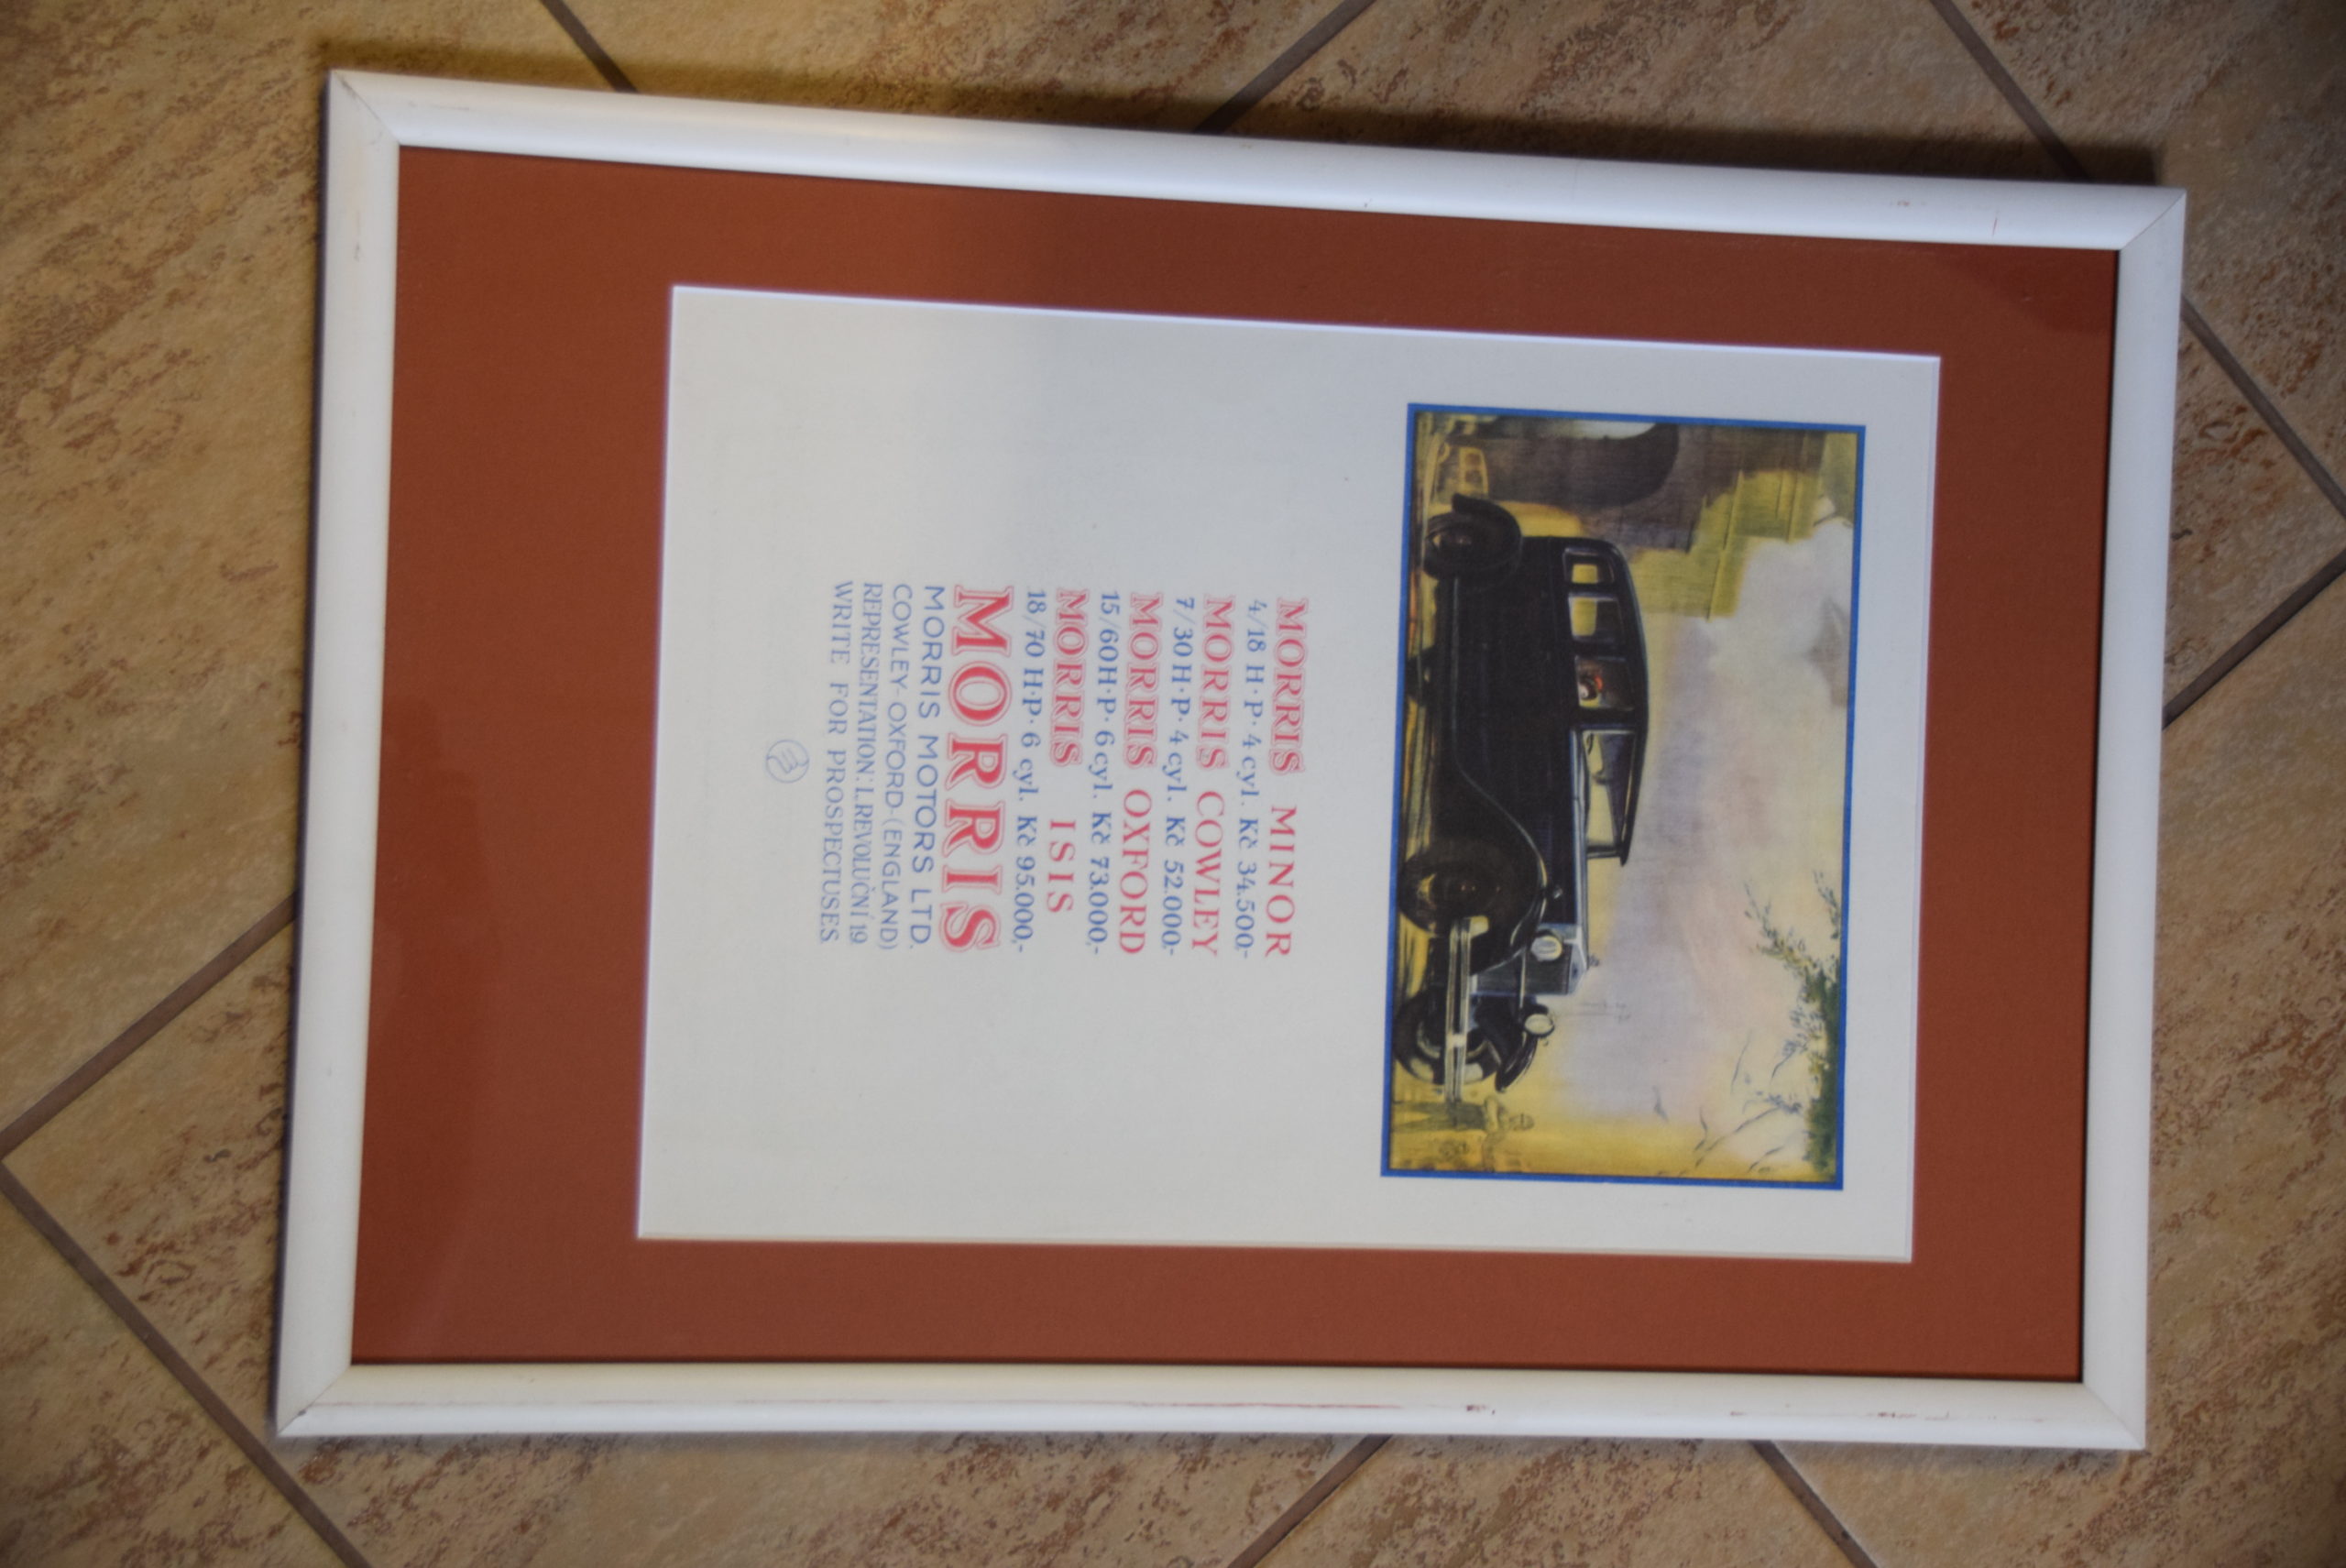 MORRIS MINOR
4/18 H·P· 4 cyl. Kč 34.500,-
MORRIS COWLEY
7/30 H·P· 4 cyl. Kč 52.000,-
MORRIS OXFORD
15/60 H·P· 6 cyl. Kč 73.000,-
MORRIS ISIS
18/70 H·P· 6 cyl. Kč 95.000,-
MORRIS
MORRIS MOTORS LTD.
COWLEY-OXFORD-(ENGLAND)
REPRESENTATION: I. REVOLUČNÍ 19
WRITE FOR PROSPECTUSES.